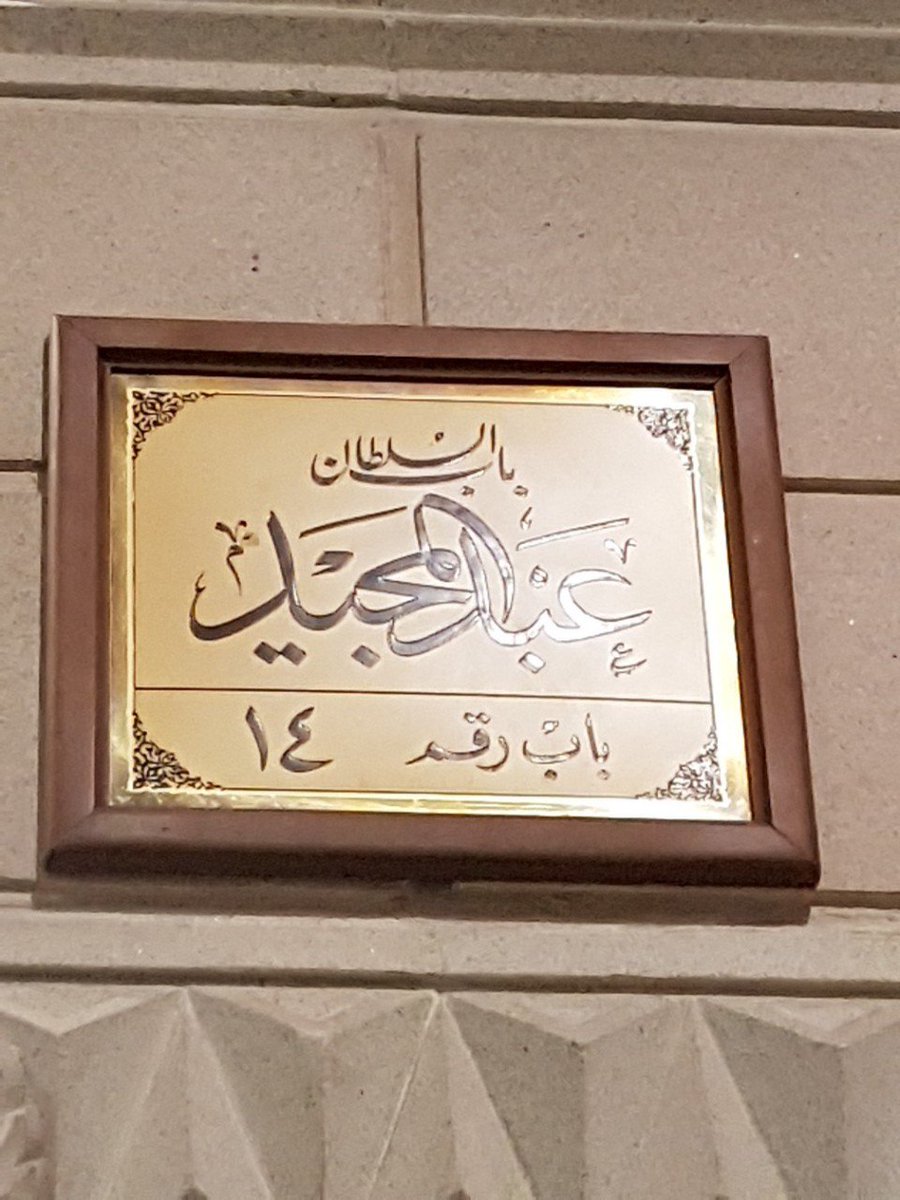 باب السلطان
عبد المجيد
باب رقم ١٤